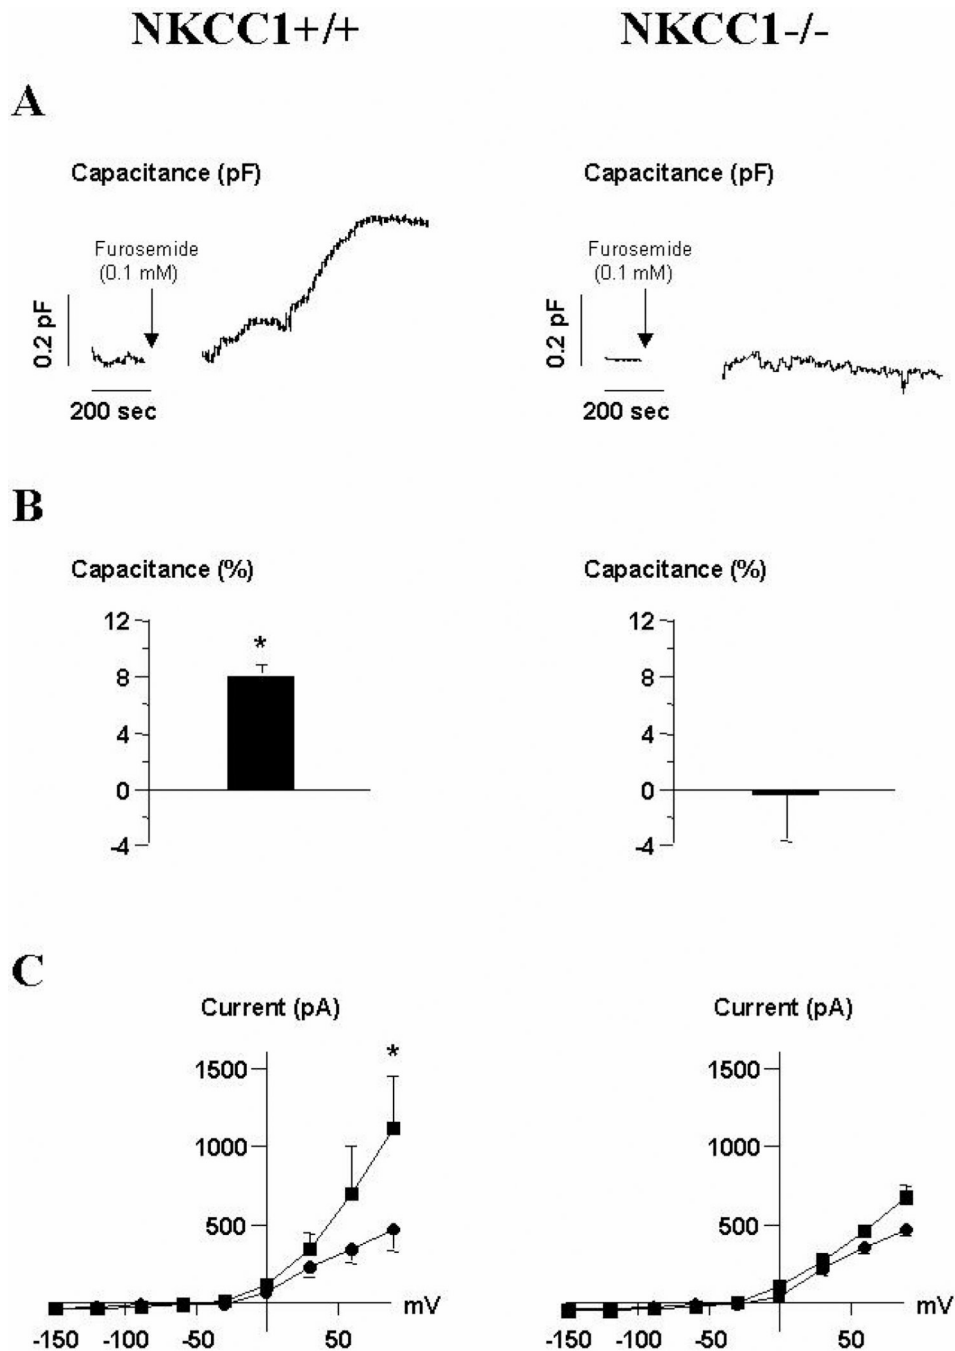 NKCC1+/+ NKCC1-/-
A
Capacitance (pF) Capacitance (pF)
Furosemide Furosemide
(0.1 mM) (0.1 mM)
0.2 pF 0.2 pF
200 sec 200 sec
B
Capacitance (%) Capacitance (%)
12 12
* 
8 8
4 4
0 0
-4 -4
C
Current (pA) Current (pA)
*
1500 1500
1000 1000
500 500
mV mV
-150 -100 -50 50 -150 -100 -50 50